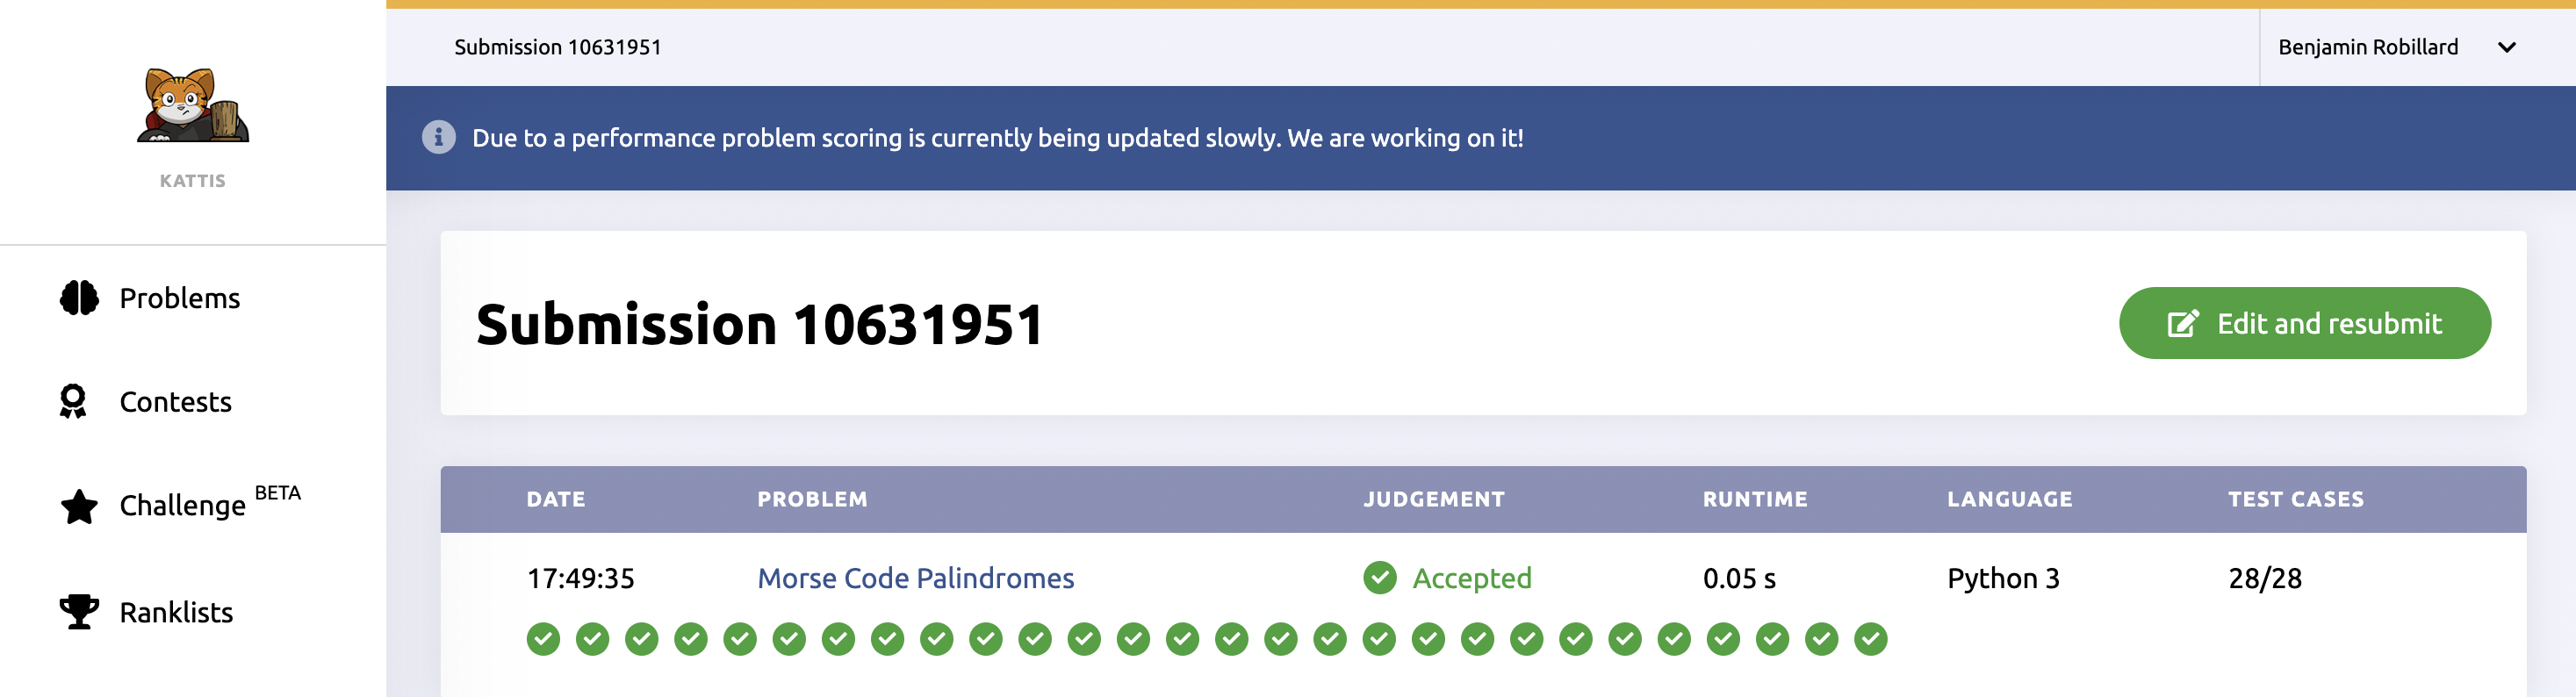 Submission 10631951
Benjamin Robillard
KATTIS
Due to a performance problem scoring is currently being updated slowly. We are working on it!
Problems
Contests
Challenge BETA
Ranklists
Submission 10631951
Edit and resubmit
DATE PROBLEM JUDGEMENT RUNTIME LANGUAGE TEST CASES
17:49:35 Morse Code Palindromes Accepted 0.05 s Python 3 28/28